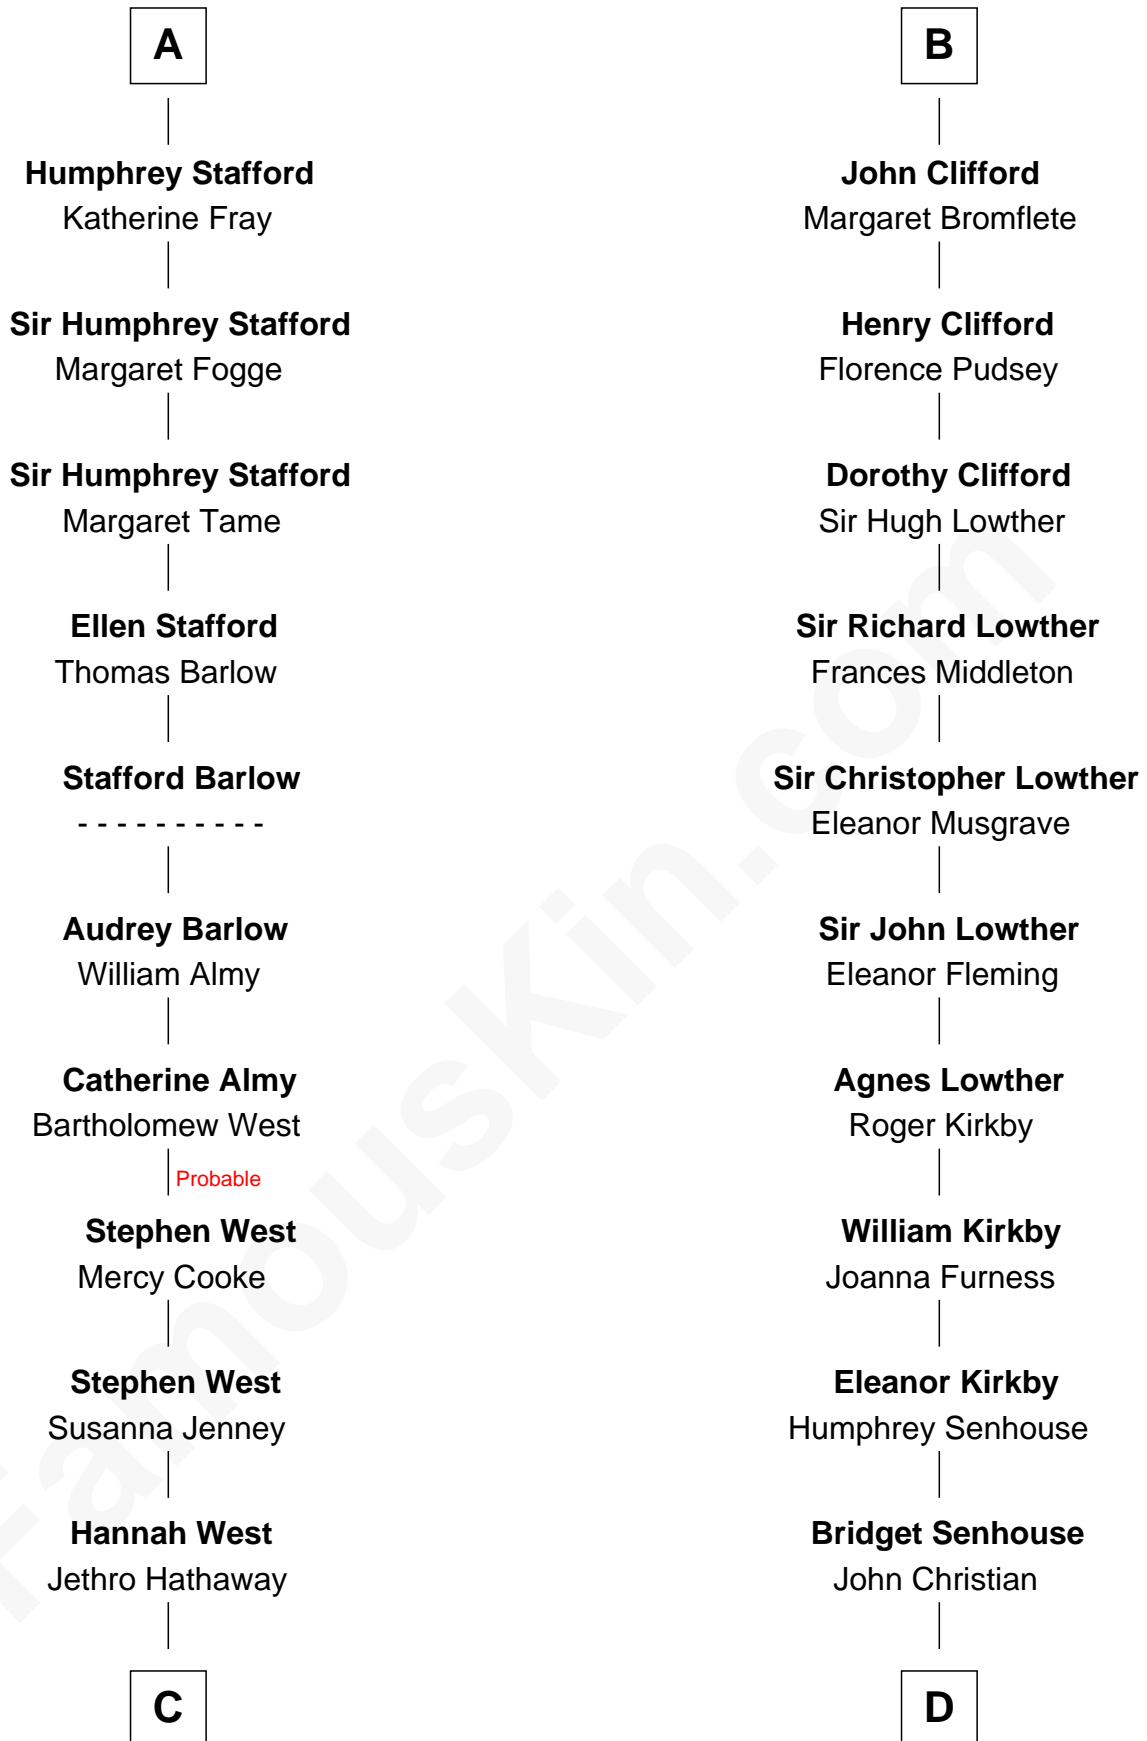 A
Humphrey Stafford
Katherine Fray
Sir Humphrey Stafford
Margaret Fogge
Sir Humphrey Stafford
Margaret Tame
Ellen Stafford
Thomas Barlow
Stafford Barlow
- - - - - - - - - -
Audrey Barlow
William Almy
Catherine Almy
Bartholomew West
Probable
Stephen West
Mercy Cooke
Stephen West
Susanna Jenney
Hannah West
Jethro Hathaway
C
B
John Clifford
Margaret Bromflete
Henry Clifford
Florence Pudsey
Dorothy Clifford
Sir Hugh Lowther
Sir Richard Lowther
Frances Middleton
Sir Christopher Lowther
Eleanor Musgrave
Sir John Lowther
Eleanor Fleming
Agnes Lowther
Roger Kirkby
William Kirkby
Joanna Furness
Eleanor Kirkby
Humphrey Senhouse
Bridget Senhouse
John Christian
D
FamousKin.com